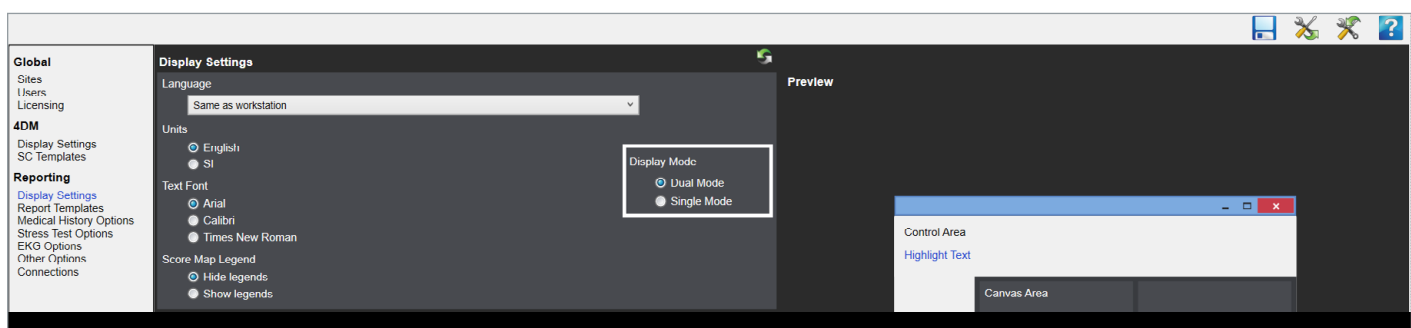 Global
Sites
Users
Licensing
4DM
Display Settings
SC Templates
Reporting
Display Settings
Report Templates
Medical History Options
Stress Test Options
EKG Options
Other Options
Connections
Display Settings
Language
Same as workstation
Units
English
SI
Text Font
Arial
Calibri
Times New Roman
Score Map Legend
Hide legends
Show legends
Display Mode
Dual Mode
Single Mode
Preview
Control Area
Highlight Text
Canvas Area